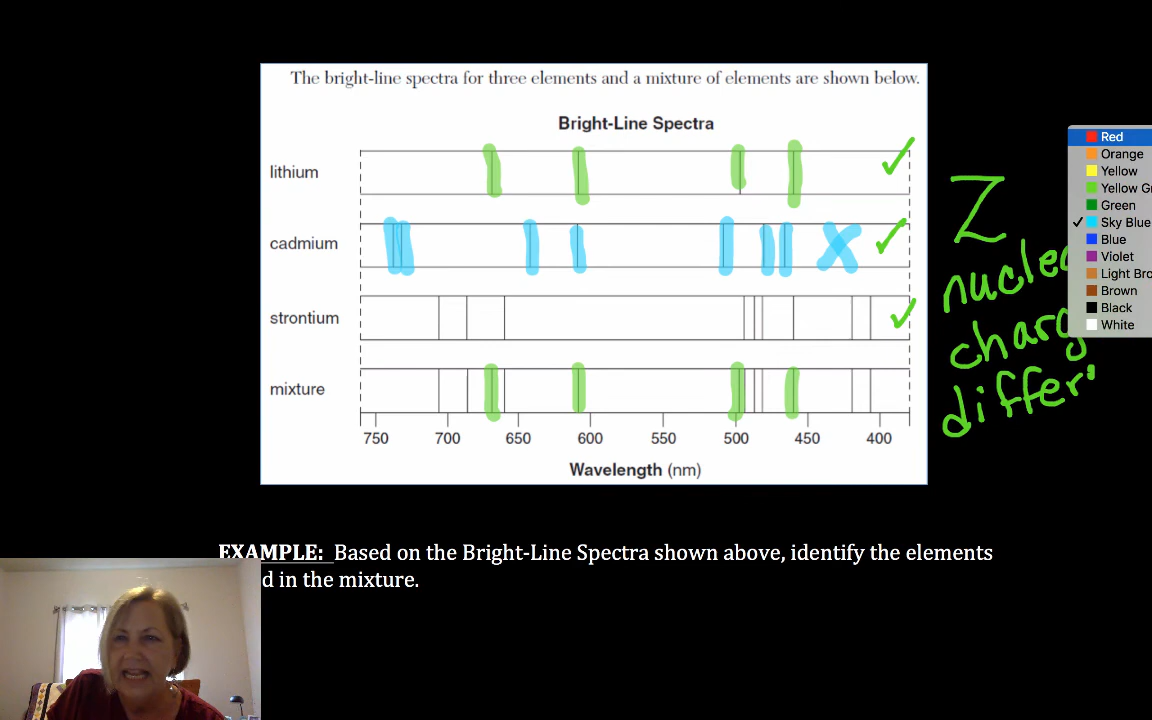 The bright-line spectra for three elements and a mixture of elements are shown below.
Bright-Line Spectra
lithium
cadmium
strontium
mixture
750 700 650 600 550 500 450 400
Wavelength (nm)
Z
nuclea
charg
differ
Red
Orange
Yellow
Yellow Gr
Green
✓ Sky Blue
Blue
Violet
Light Bro
Brown
Black
White
EXAMPLE: Based on the Bright-Line Spectra shown above, identify the elements
d in the mixture.